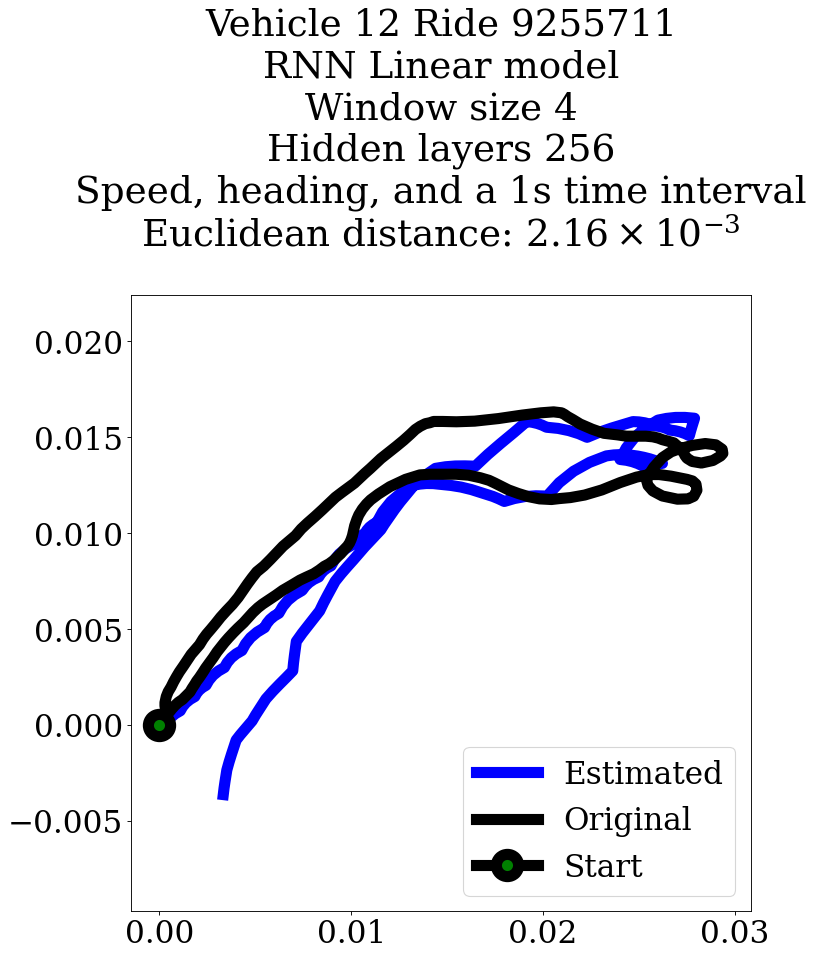 Vehicle 12 Ride 9255711
RNN Linear model
Window size 4
Hidden layers 256
Speed, heading, and a 1s time interval
Euclidean distance: 2.16 × 10⁻³
0.020
0.015
0.010
0.005
0.000
−0.005
Estimated
Original
Start
0.00 0.01 0.02 0.03